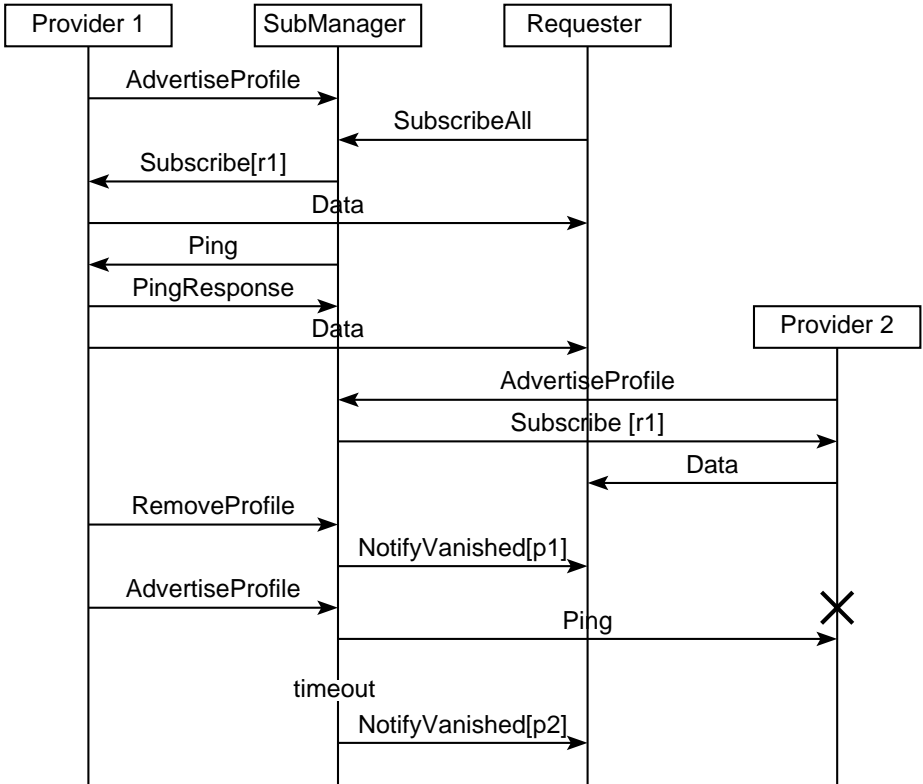 Provider 1
SubManager
Requester
AdvertiseProfile
SubscribeAll
Subscribe[r1]
Data
Ping
PingResponse
Data
Provider 2
AdvertiseProfile
Subscribe [r1]
Data
RemoveProfile
NotifyVanished[p1]
AdvertiseProfile
Ping
timeout
NotifyVanished[p2]